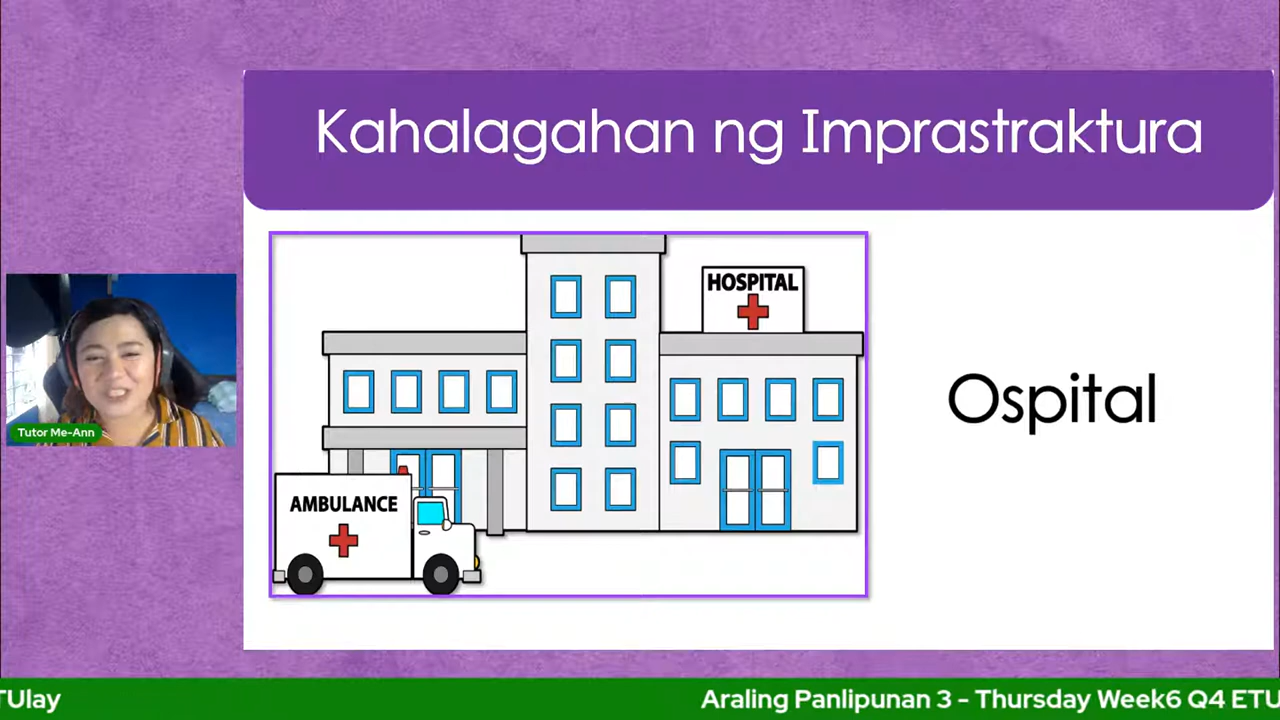 Kahalagahan ng Imprastraktura
HOSPITAL
AMBULANCE
Ospital
Tutor Me-Ann
TUlay
Araling Panlipunan 3 - Thursday Week6 Q4 ETU